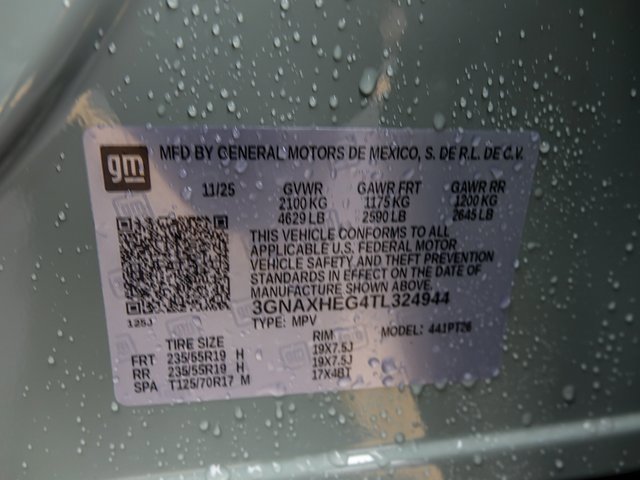 gm MFD BY GENERAL MOTORS DE MEXICO, S. DE R.L. DE C.V.
11/25 GVWR GAWR FRT GAWR RR
2100 KG 1175 KG 1200 KG
4629 LB 2590 LB 2645 LB
THIS VEHICLE CONFORMS TO ALL
APPLICABLE U.S. FEDERAL MOTOR
VEHICLE SAFETY AND THEFT PREVENTION
STANDARDS IN EFFECT ON THE DATE
OF MANUFACTURE SHOWN ABOVE.
3GNAXHEG4TL324944
125J
TYPE: MPV MODEL: 441PT26
TIRE SIZE RIM
FRT 235/55R19 H 19X7.5J
RR 235/55R19 H 19X7.5J
SPA T125/70R17 M 17X4BT